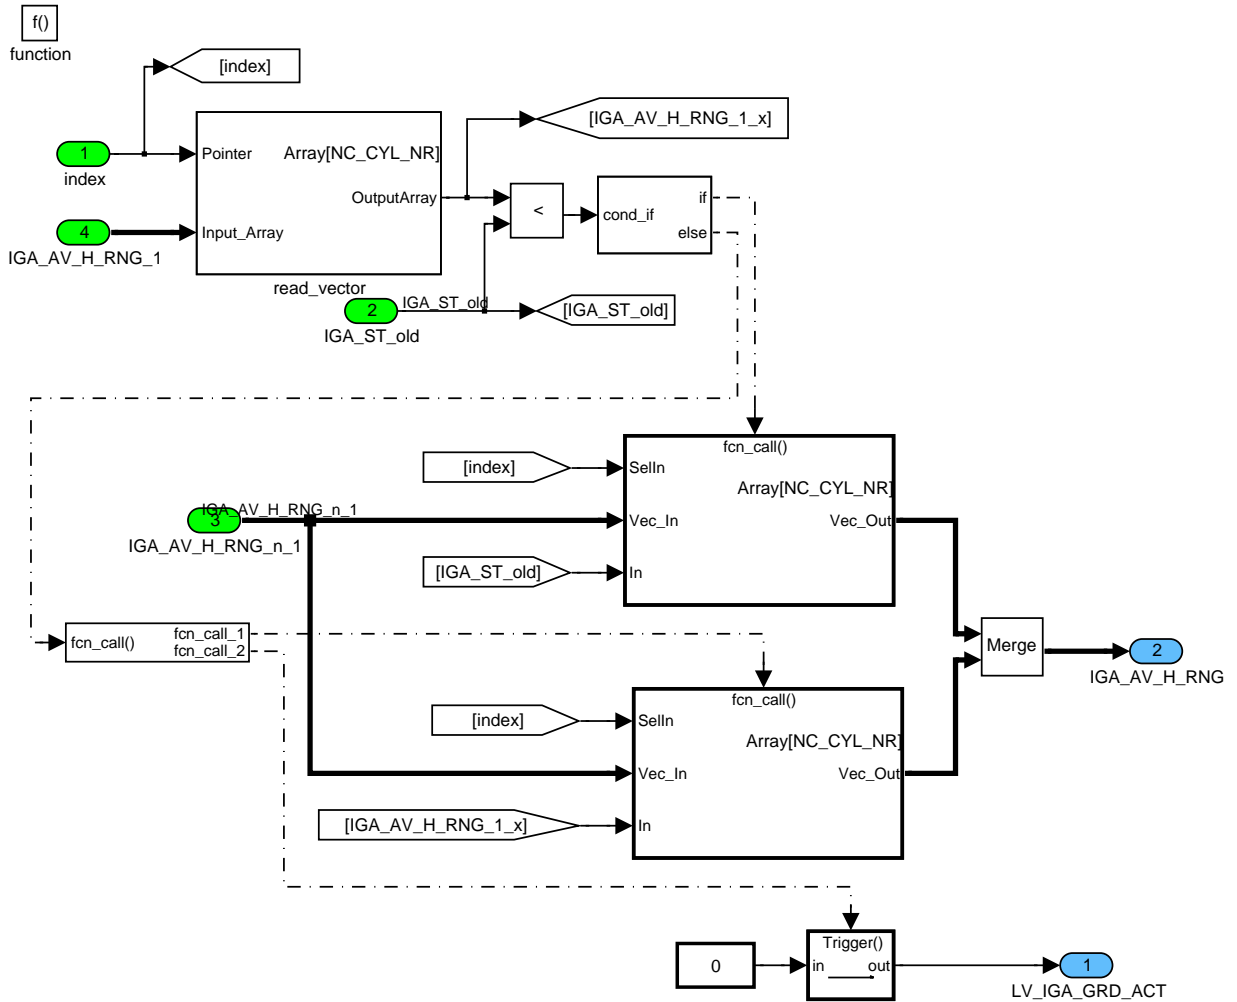 f()
function
[index]
[IGA_AV_H_RNG_1_x]
1
index
Pointer
Array[NC_CYL_NR]
OutputArray
Input_Array
read_vector
4
IGA_AV_H_RNG_1
<
cond_if
if
else
2
IGA_ST_old
IGA_ST_old
[IGA_ST_old]
fcn_call()
[index]
SelIn
Array[NC_CYL_NR]
IGA_AV_H_RNG_n_1
3
IGA_AV_H_RNG_n_1
Vec_In
Vec_Out
[IGA_ST_old]
In
fcn_call()
fcn_call_1
fcn_call_2
Merge
2
IGA_AV_H_RNG
fcn_call()
[index]
SelIn
Array[NC_CYL_NR]
Vec_In
Vec_Out
[IGA_AV_H_RNG_1_x]
In
Trigger()
0
in
out
1
LV_IGA_GRD_ACT